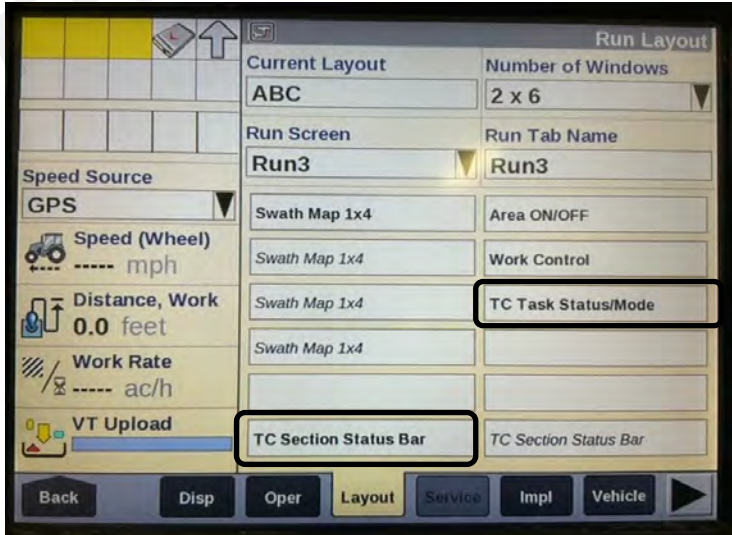 Run Layout
Current Layout
Number of Windows
ABC
2 x 6
Run Screen
Run Tab Name
Run3
Run3
Speed Source
GPS
Speed (Wheel)
----- mph
Distance, Work
0.0 feet
Work Rate
----- ac/h
VT Upload
Swath Map 1x4
Area ON/OFF
Swath Map 1x4
Work Control
Swath Map 1x4
TC Task Status/Mode
Swath Map 1x4
TC Section Status Bar
TC Section Status Bar
Back
Disp
Oper
Layout
Service
Impl
Vehicle